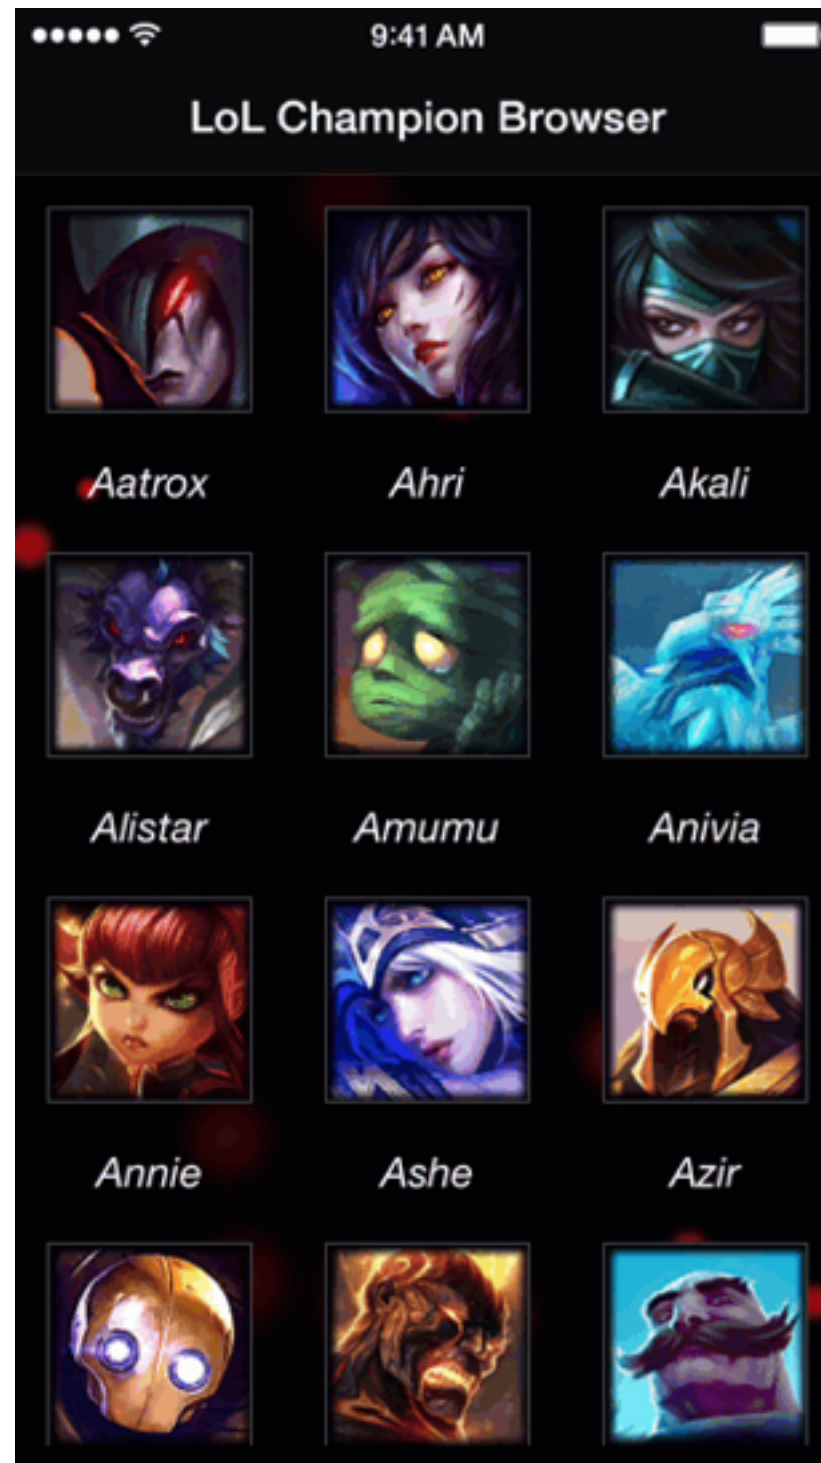 9:41 AM
LoL Champion Browser
Aatrox Ahri Akali
Alistar Amumu Anivia
Annie Ashe Azir